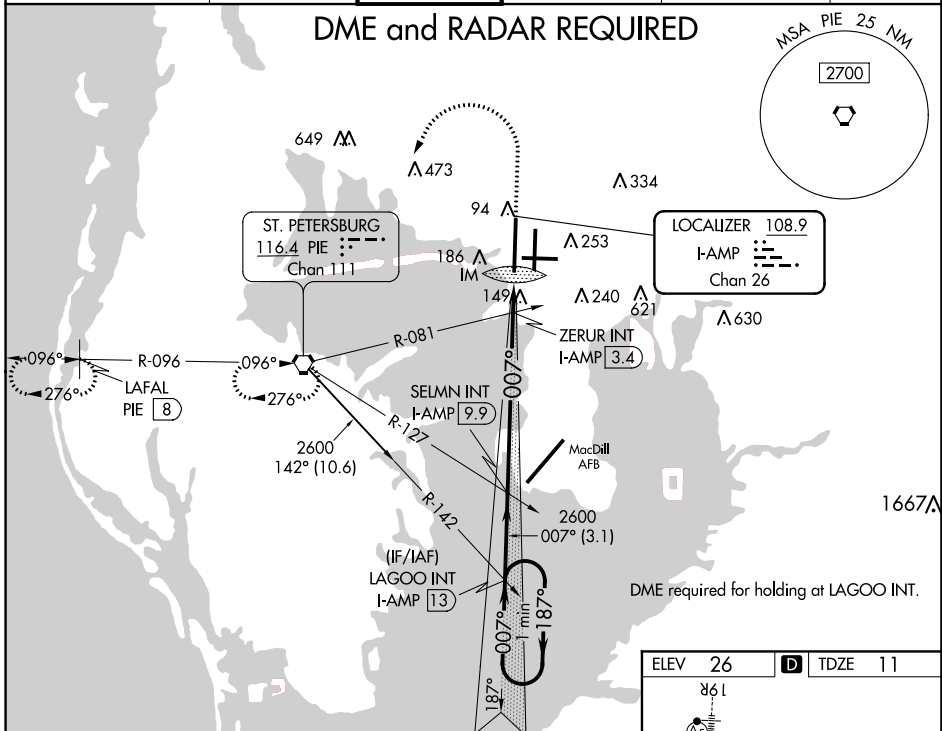 DME and RADAR REQUIRED
MSA PIE 25 NM
2700
649
473
334
94
ST. PETERSBURG
116.4 PIE
Chan 111
LOCALIZER 108.9
I-AMP
Chan 26
253
186
IM
149
240
621
630
ZERUR INT
I-AMP 3.4
R-081
096°
R-096
096°
276°
LAFAL
PIE 8
276°
007°
SELMN INT
I-AMP 9.9
R-127
2600
142° (10.6)
MacDill
AFB
R-142
1667
2600
007° (3.1)
(IF/IAF)
LAGOO INT
I-AMP 13
DME required for holding at LAGOO INT.
007°
1 min
187°
187°
ELEV 26
D
TDZE 11
19R